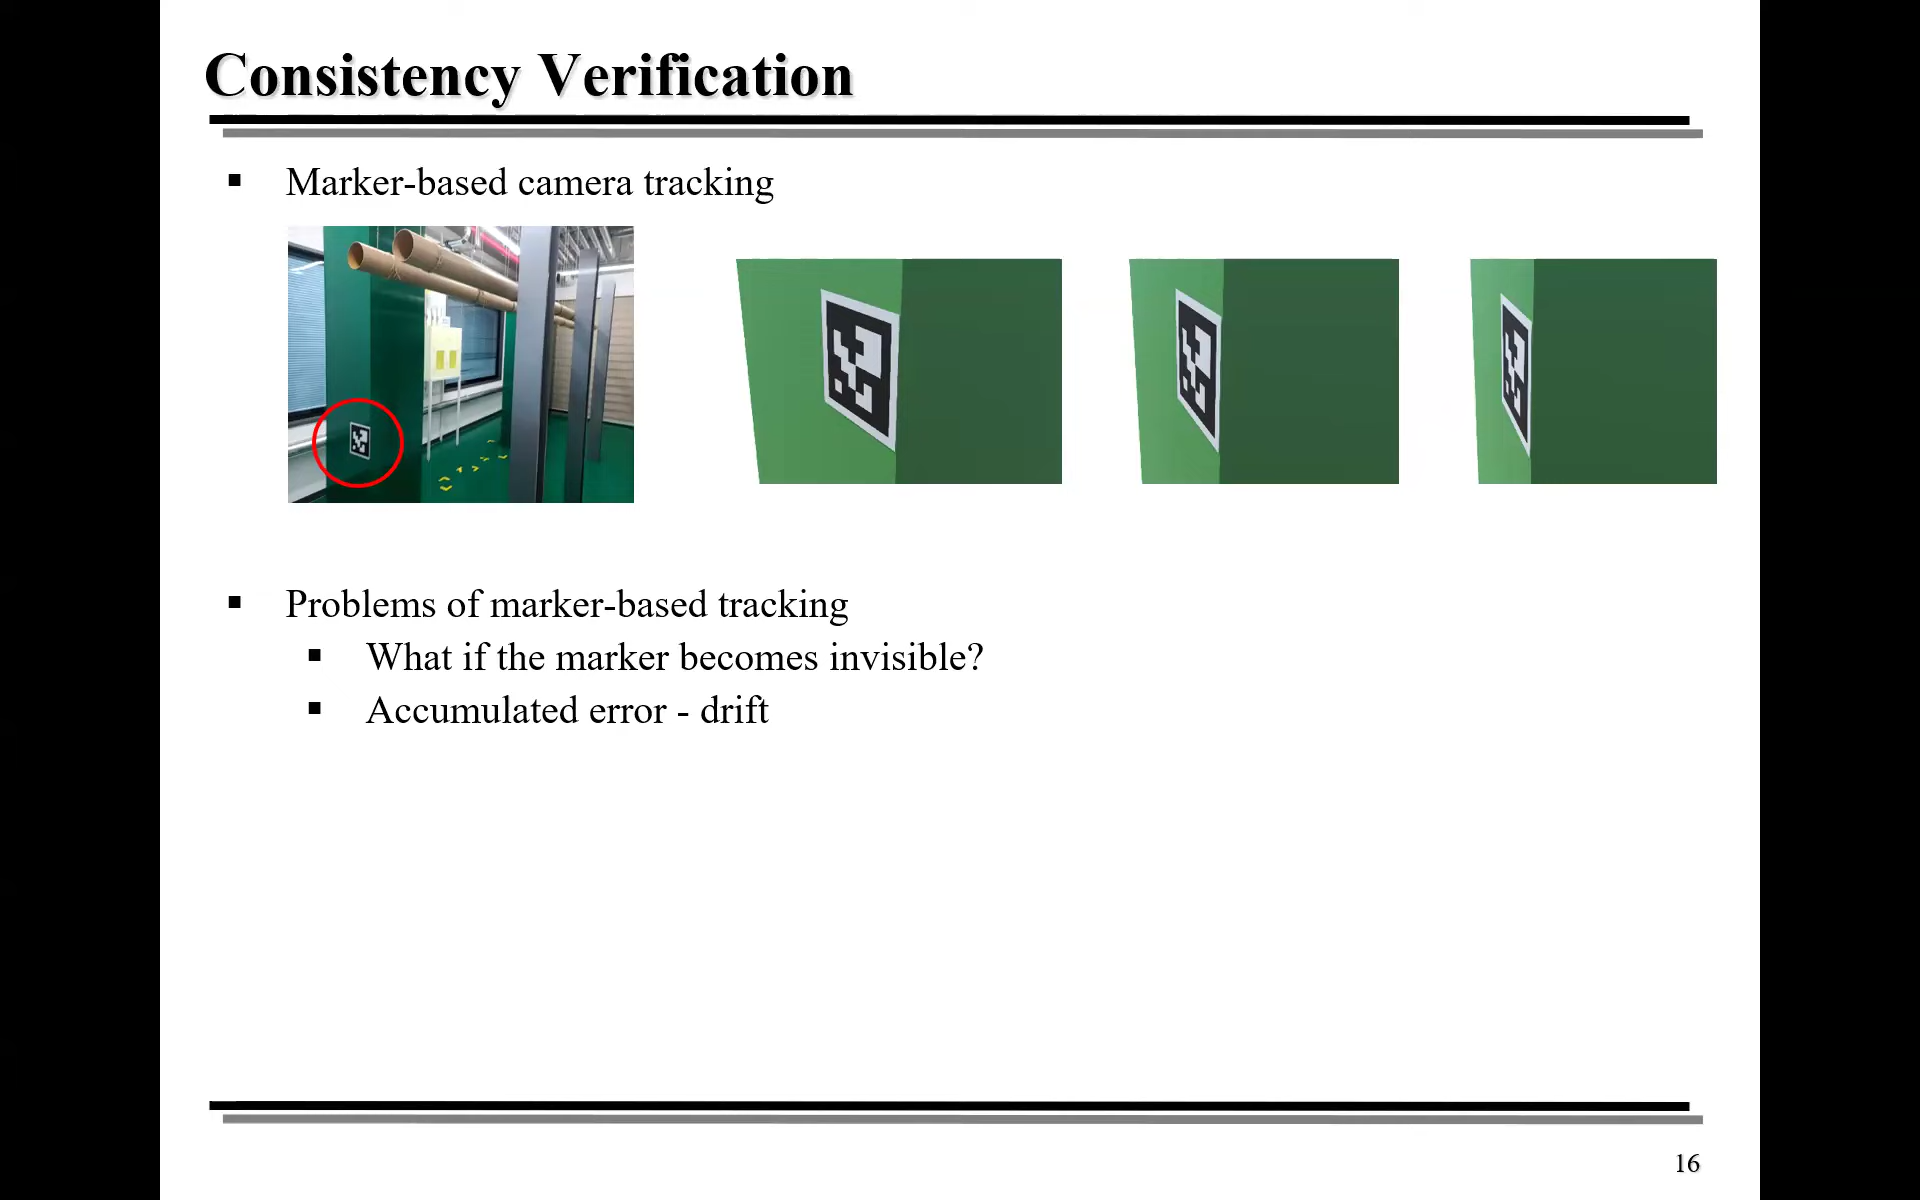 Consistency Verification
▪ Marker-based camera tracking
▪ Problems of marker-based tracking
▪ What if the marker becomes invisible?
▪ Accumulated error - drift
16